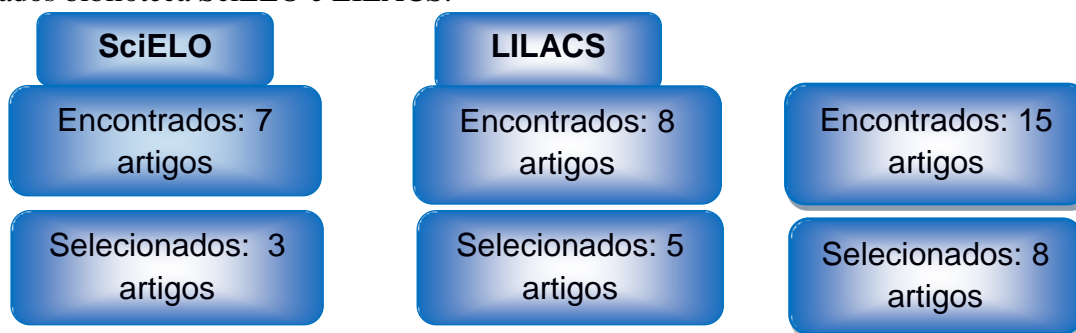 SciELO
Encontrados: 7
artigos
Selecionados: 3
artigos
LILACS
Encontrados: 8
artigos
Selecionados: 5
artigos
Encontrados: 15
artigos
Selecionados: 8
artigos